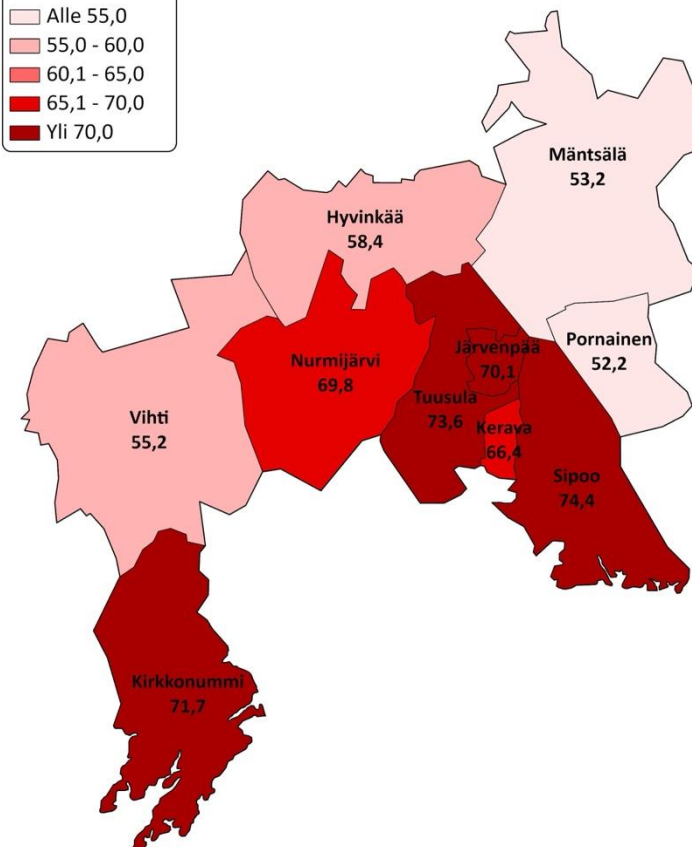 Alle 55,0
55,0 - 60,0
60,1 - 65,0
65,1 - 70,0
Yli 70,0
Mäntsälä
53,2
Hyvinkää
58,4
Pornainen
52,2
Järvenpää
70,1
Nurmijärvi
69,8
Tuusula
73,6
Vihti
55,2
Kerava
66,4
Sipoo
74,4
Kirkkonummi
71,7